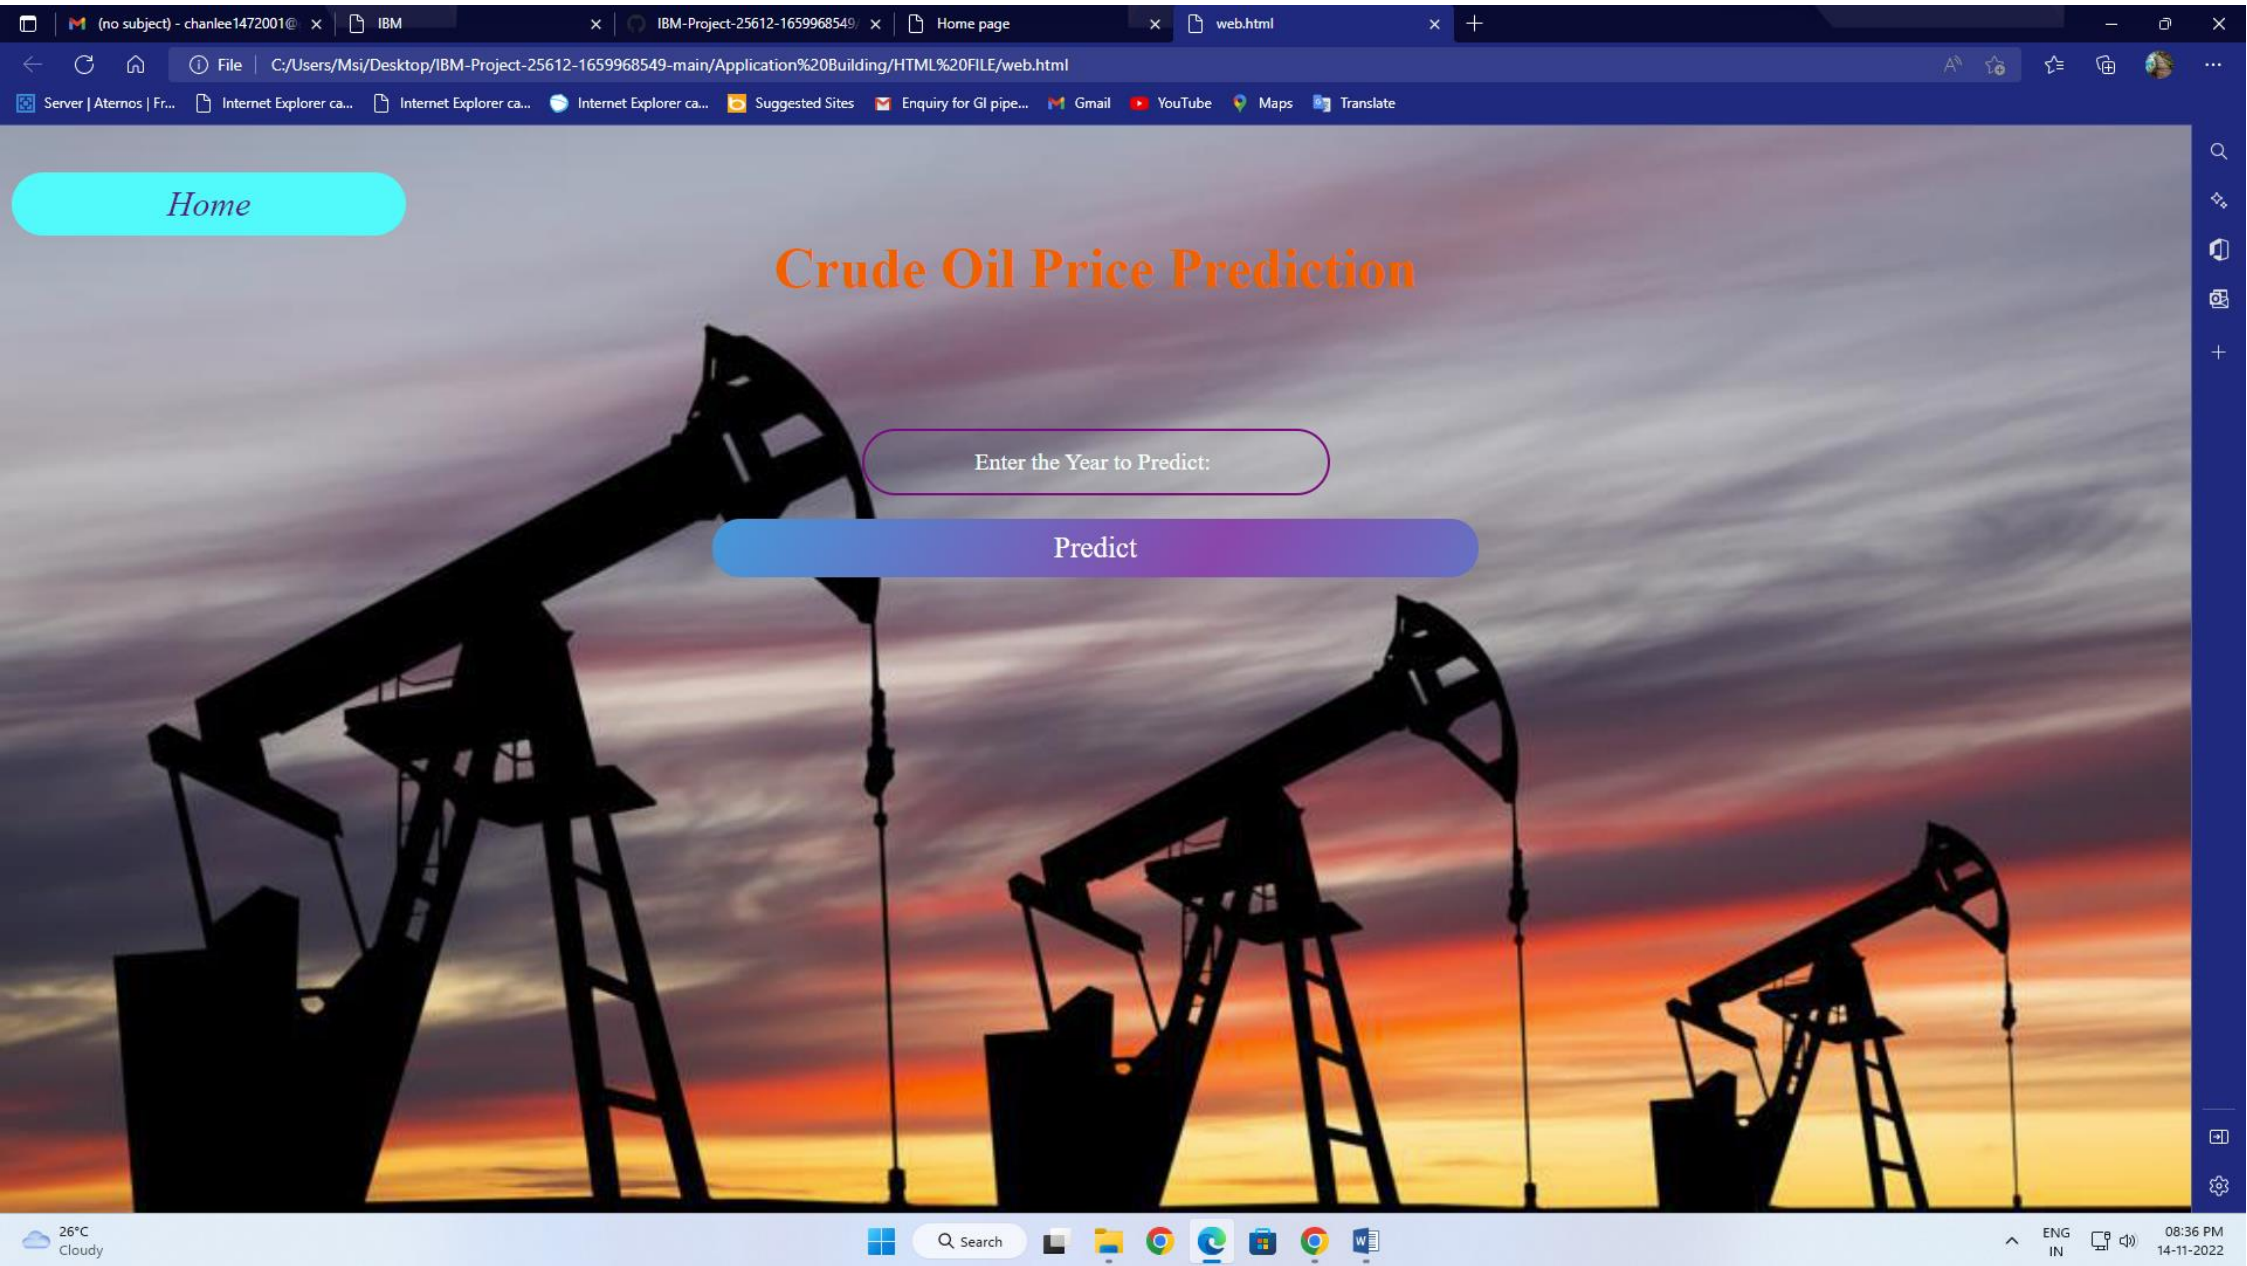 (no subject) - chanlee1472001@
IBM
IBM-Project-25612-1659968549/
Home page
web.html
File
C:/Users/Msi/Desktop/IBM-Project-25612-1659968549-main/Application%20Building/HTML%20FILE/web.html
Server | Aternos | Fr...
Internet Explorer ca...
Internet Explorer ca...
Internet Explorer ca...
Suggested Sites
Enquiry for GI pipe...
Gmail
YouTube
Maps
Translate
Home
Crude Oil Price Prediction
Enter the Year to Predict:
Predict
26°C
Cloudy
Search
ENG
IN
08:36 PM
14-11-2022